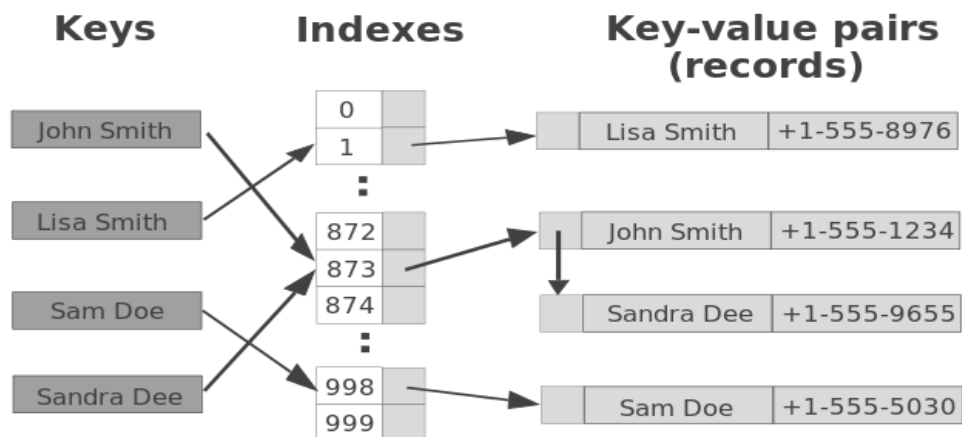 Keys
Indexes
Key-value pairs
(records)
John Smith
Lisa Smith
Sam Doe
Sandra Dee
0
1
:
872
873
874
:
998
999
Lisa Smith +1-555-8976
John Smith +1-555-1234
Sandra Dee +1-555-9655
Sam Doe +1-555-5030